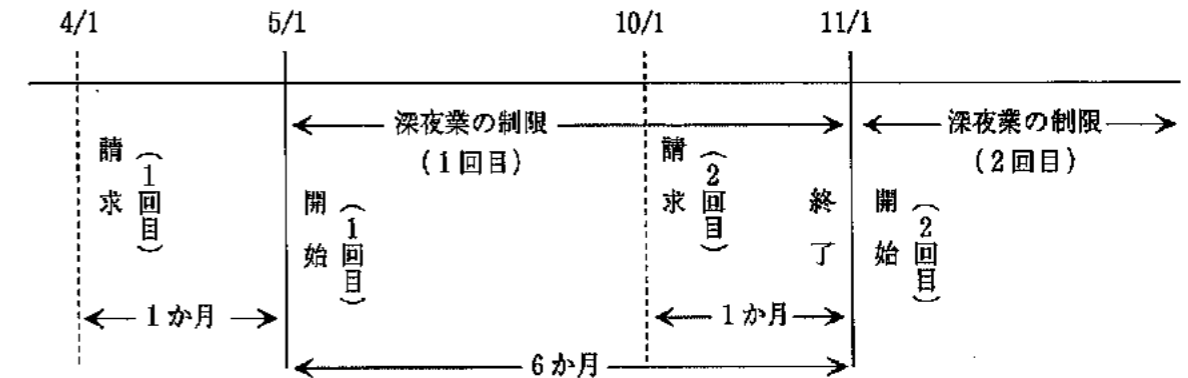 4/1 5/1 10/1 11/1
深夜業の制限 深夜業の制限
(1回目) (2回目)
請求(1回目)
開始(1回目)
請求(2回目)
終了
開始(2回目)
1か月 1か月
6か月